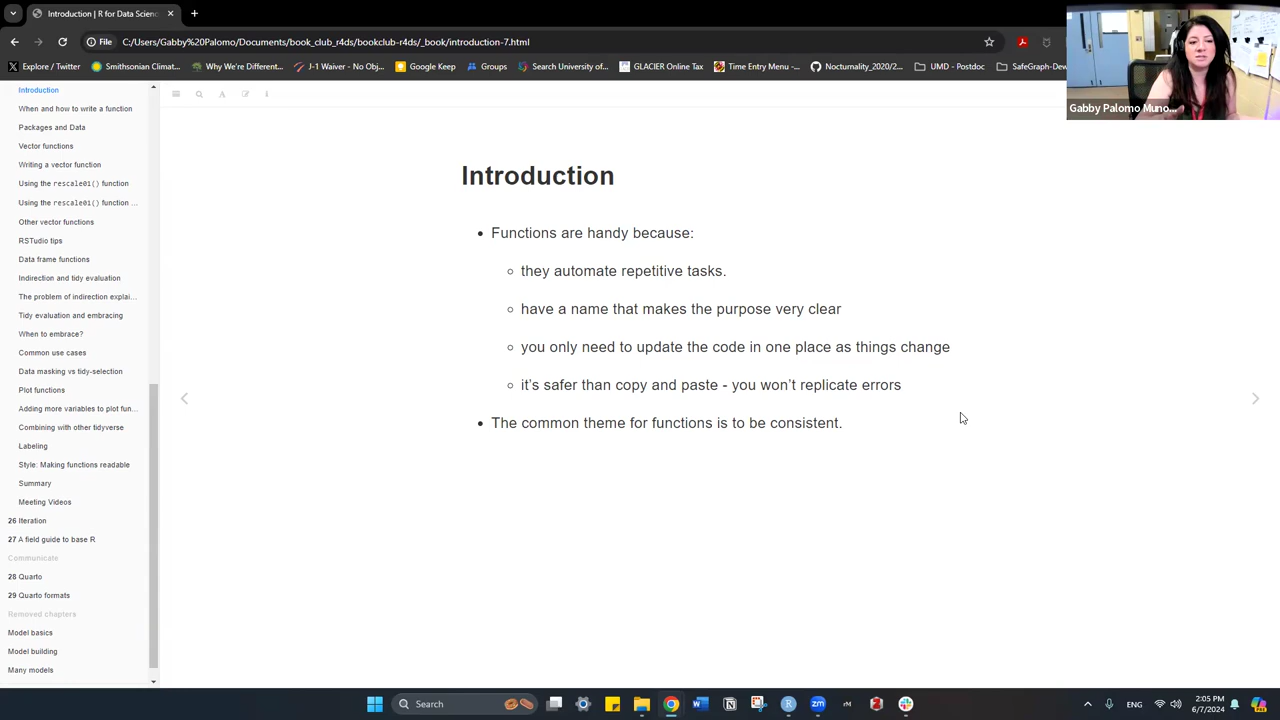 Introduction | R for Data Scienc
File
C:/Users/Gabby%20Palomo/Documents/book_club_r4ds/bookclub-r4ds/_book/introduction-7.html
Explore / Twitter
Smithsonian Climat...
Why We're Different...
J-1 Waiver - No Obj...
Google Keep
Grainger
Search University of...
GLACIER Online Tax
Time Entry Menu -...
Nocturnality_2020/2...
UMD - Postdoc
SafeGraph-Dew
Gabby Palomo Muno...
Introduction
When and how to write a function
Packages and Data
Vector functions
Writing a vector function
Using the rescale01() function
Using the rescale01() function ...
Other vector functions
RSTudio tips
Data frame functions
Indirection and tidy evaluation
The problem of indirection explai...
Tidy evaluation and embracing
When to embrace?
Common use cases
Data masking vs tidy-selection
Plot functions
Adding more variables to plot fun...
Combining with other tidyverse
Labeling
Style: Making functions readable
Summary
Meeting Videos
26 Iteration
27 A field guide to base R
Communicate
28 Quarto
29 Quarto formats
Removed chapters
Model basics
Model building
Many models
Introduction
Functions are handy because:
they automate repetitive tasks.
have a name that makes the purpose very clear
you only need to update the code in one place as things change
it's safer than copy and paste - you won't replicate errors
The common theme for functions is to be consistent.
Search
ENG
2:05 PM
6/7/2024